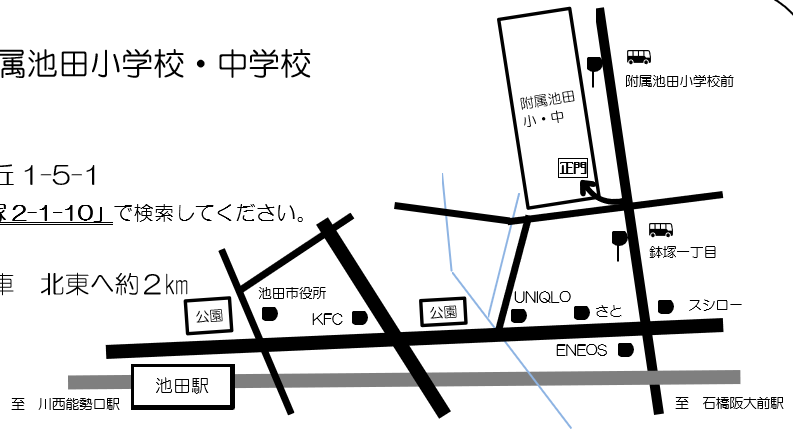 属池田小学校・中学校
丘 1-5-1
塚2-1-10」で検索してください。
車　北東へ約２km
附属池田
小・中
正門
附属池田小学校前
鉢塚一丁目
池田市役所
公園
KFC
公園
UNIQLO
さと
スシロー
ENEOS
池田駅
至　川西能勢口駅
至　石橋阪大前駅